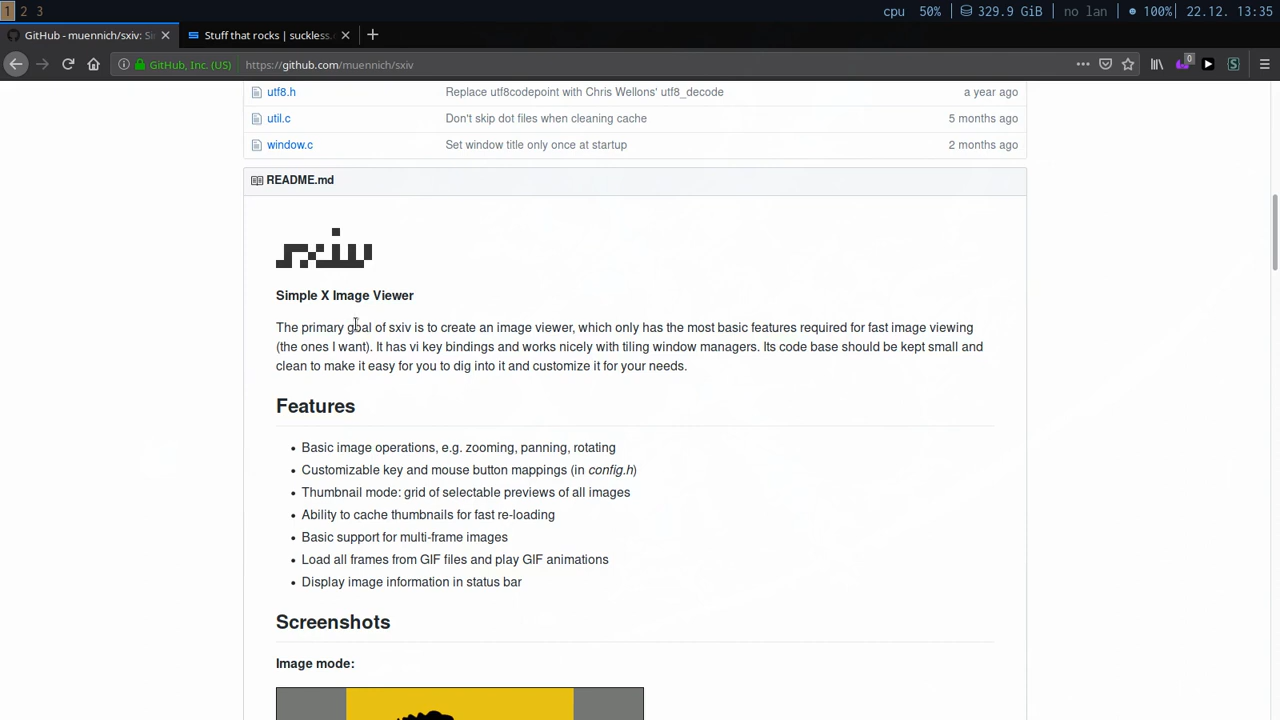 1 2 3
cpu 50% 329.9 GiB no lan 100% 22.12. 13:35
GitHub - muennich/sxiv: Si
Stuff that rocks | suckless.
GitHub, Inc. (US) https://github.com/muennich/sxiv
0
utf8.h Replace utf8codepoint with Chris Wellons' utf8_decode a year ago
util.c Don't skip dot files when cleaning cache 5 months ago
window.c Set window title only once at startup 2 months ago
README.md
sxiv
Simple X Image Viewer
The primary goal of sxiv is to create an image viewer, which only has the most basic features required for fast image viewing
(the ones I want). It has vi key bindings and works nicely with tiling window managers. Its code base should be kept small and
clean to make it easy for you to dig into it and customize it for your needs.
Features
• Basic image operations, e.g. zooming, panning, rotating
• Customizable key and mouse button mappings (in config.h)
• Thumbnail mode: grid of selectable previews of all images
• Ability to cache thumbnails for fast re-loading
• Basic support for multi-frame images
• Load all frames from GIF files and play GIF animations
• Display image information in status bar
Screenshots
Image mode: